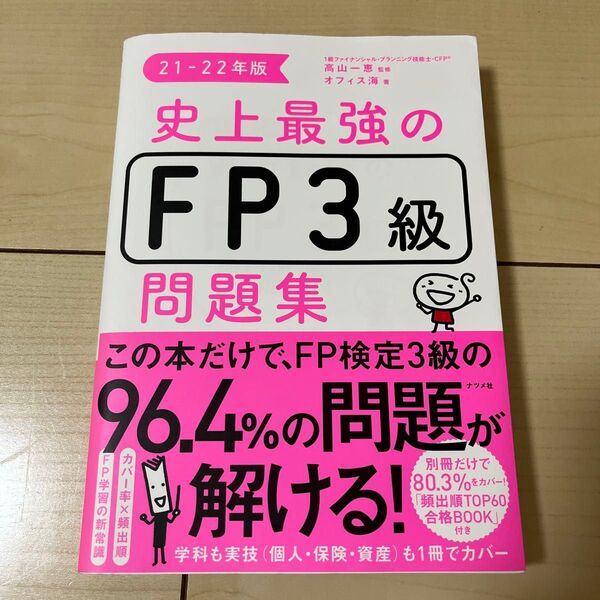 21-22年版
1級ファイナンシャル・プランニング技能士・CFP®
高山一恵 監修
オフィス海 著
史上最強の
FP3級
問題集
この本だけで、FP検定3級の
ナツメ社
96.4%の問題が
解ける!
カバー率×頻出順
FP学習の新常識
別冊だけで
80.3%をカバー!
「頻出順TOP60
合格BOOK」
付き
学科も実技(個人・保険・資産)も1冊でカバー